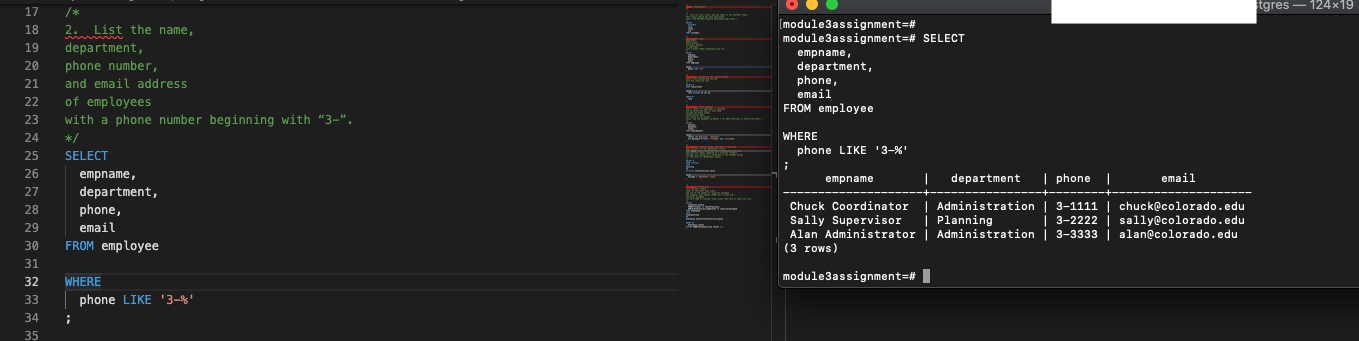 17 /*
18 2.  List the name,
19 department,
20 phone number,
21 and email address
22 of employees
23 with a phone number beginning with “3-”.
24 */
25 SELECT
26   empname,
27   department,
28   phone,
29   email
30 FROM employee
31
32 WHERE
33   phone LIKE '3-%'
34 ;
35
stgres — 124×19
module3assignment=#
module3assignment=# SELECT
  empname,
  department,
  phone,
  email
FROM employee

WHERE
  phone LIKE '3-%'
;
      empname       |   department   | phone  |       email
--------------------+----------------+--------+--------------------
 Chuck Coordinator  | Administration | 3-1111 | chuck@colorado.edu
 Sally Supervisor   | Planning       | 3-2222 | sally@colorado.edu
 Alan Administrator | Administration | 3-3333 | alan@colorado.edu
(3 rows)

module3assignment=#